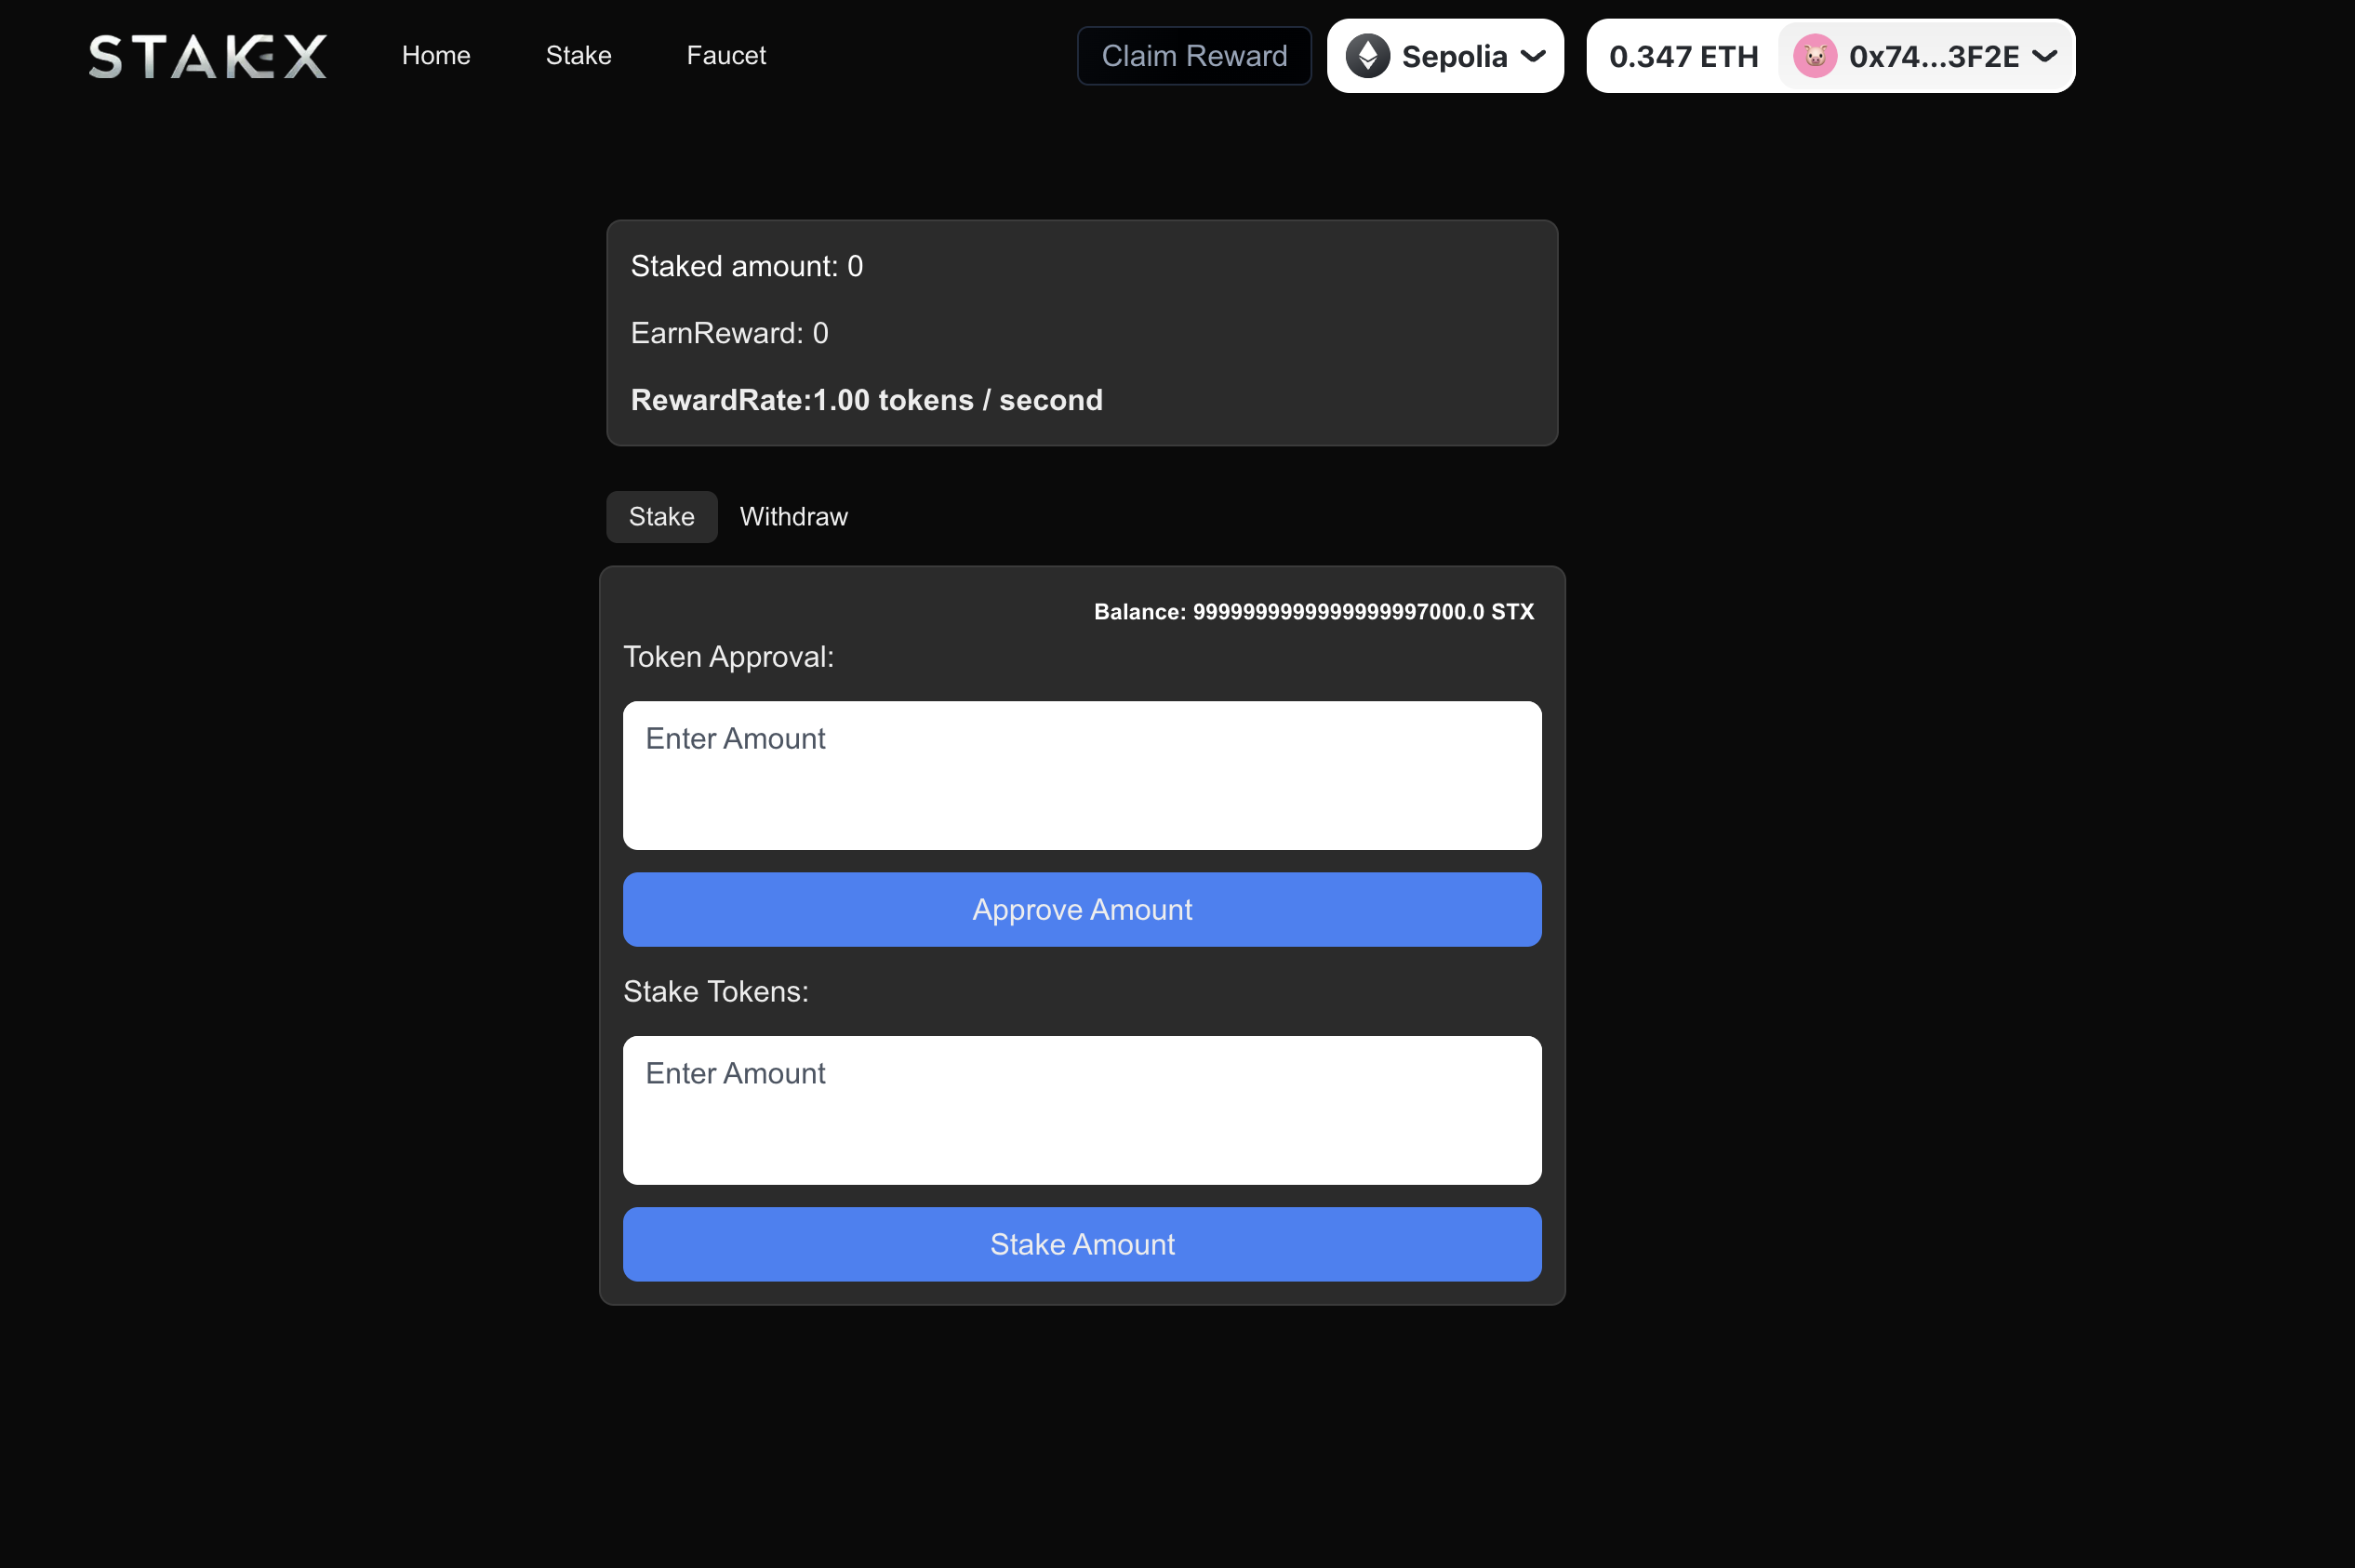 STAKEX Home Stake Faucet Claim Reward Sepolia 0.347 ETH 0x74...3F2E
Staked amount: 0
EarnReward: 0
RewardRate:1.00 tokens / second
Stake Withdraw
Balance: 9999999999999999997000.0 STX
Token Approval:
Enter Amount
Approve Amount
Stake Tokens:
Enter Amount
Stake Amount